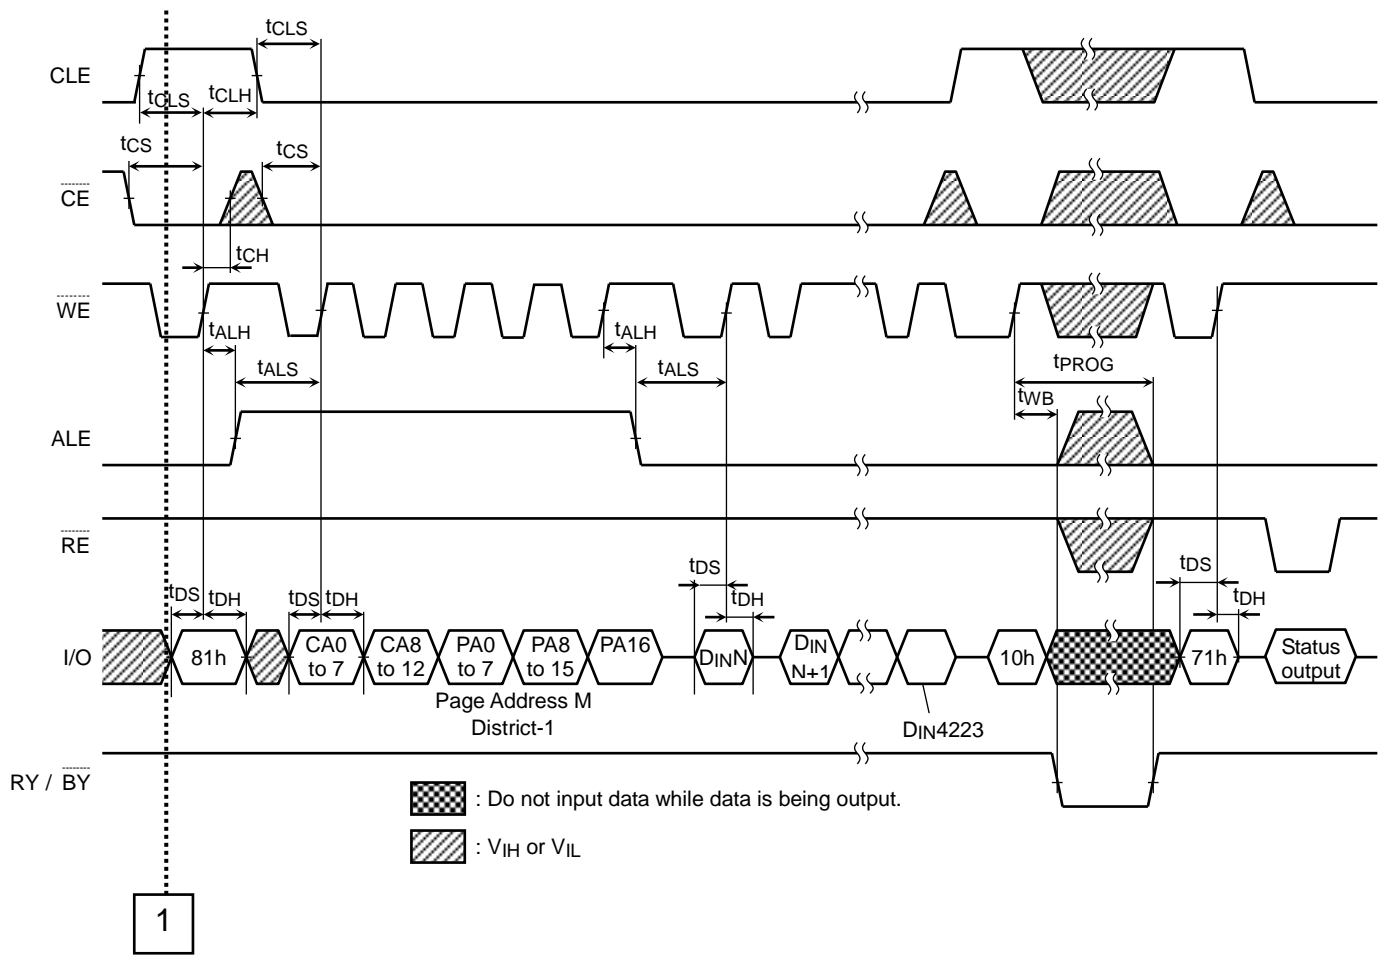 tCLS
CLE
tCLS tCLH
tCS tCS
CE
tCH
WE
tALH tALH
tALS tALS tPROG
tWB
ALE
RE
tDS tDH tDS tDH tDS tDH tDS tDH
I/O 81h CA0 to 7 CA8 to 12 PA0 to 7 PA8 to 15 PA16 DINN DIN N+1 10h 71h Status output
Page Address M
District-1
DIN4223
RY / BY
: Do not input data while data is being output.
: VIH or VIL
1